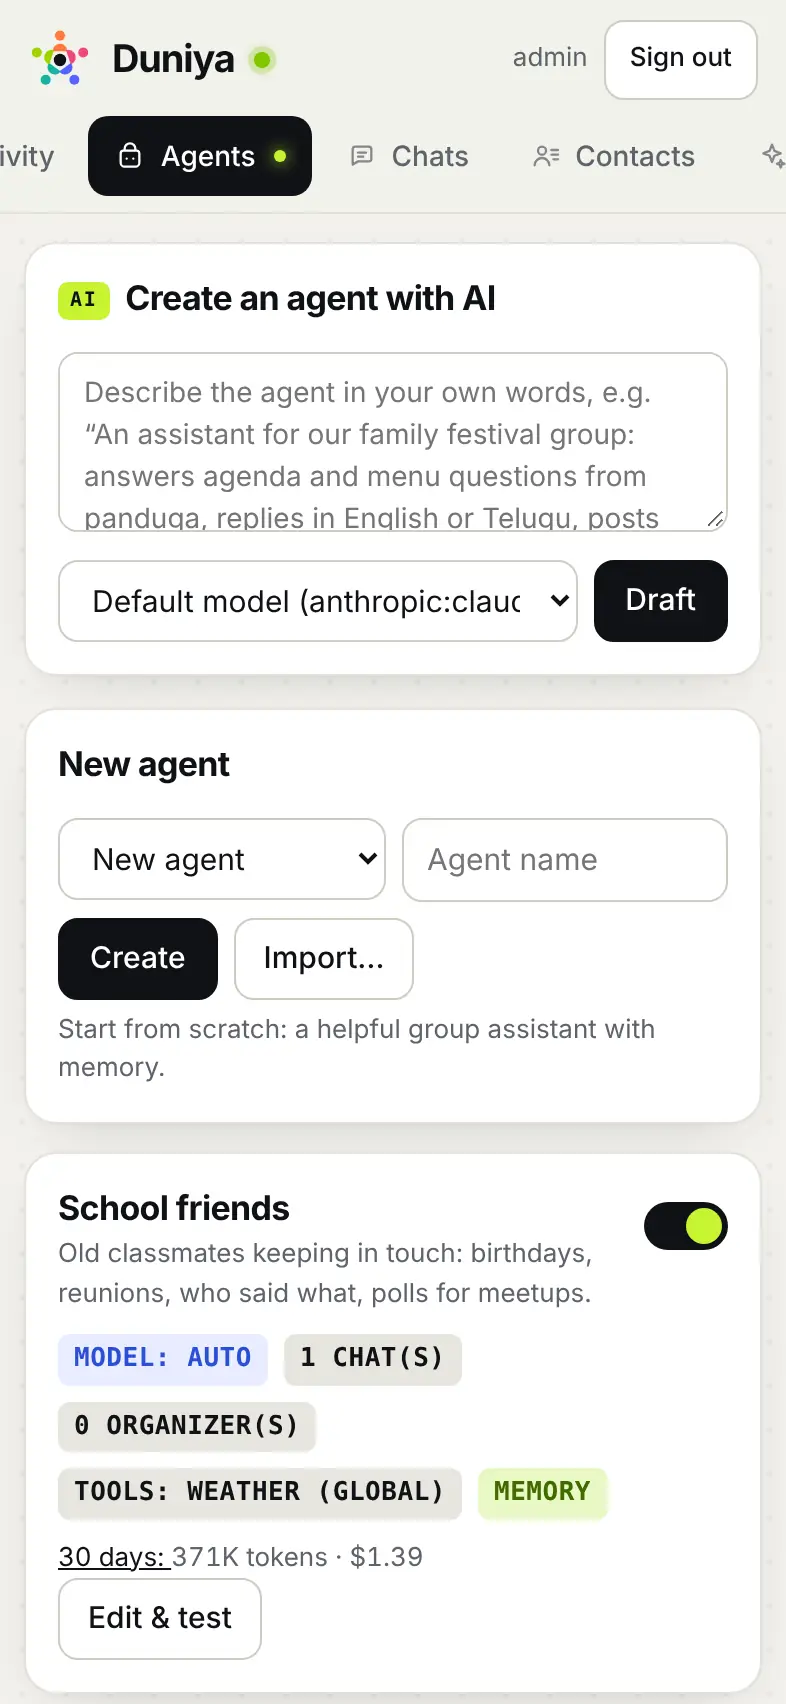 Duniya
admin
Sign out
ivity
Agents
Chats
Contacts
AI
Create an agent with AI
Describe the agent in your own words, e.g.
“An assistant for our family festival group:
answers agenda and menu questions from
panduga, replies in English or Telugu, posts
Default model (anthropic:claud
Draft
New agent
New agent
Agent name
Create
Import...
Start from scratch: a helpful group assistant with
memory.
School friends
Old classmates keeping in touch: birthdays,
reunions, who said what, polls for meetups.
MODEL: AUTO
1 CHAT(S)
0 ORGANIZER(S)
TOOLS: WEATHER (GLOBAL)
MEMORY
30 days: 371K tokens · $1.39
Edit & test